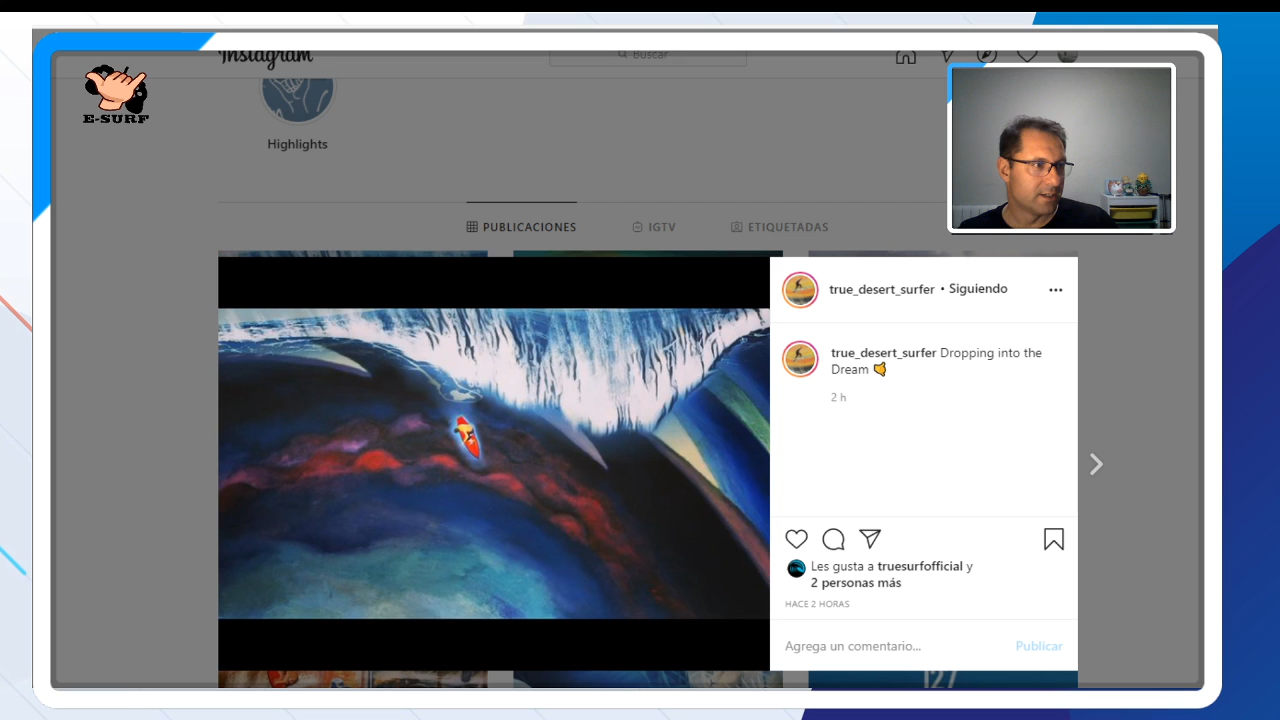 Instagram
Buscar
E-SURF
Highlights
PUBLICACIONES
IGTV
ETIQUETADAS
true_desert_surfer • Siguiendo
true_desert_surfer Dropping into the
Dream
2 h
Les gusta a truesurfofficial y
2 personas más
HACE 2 HORAS
Agrega un comentario...
Publicar
127